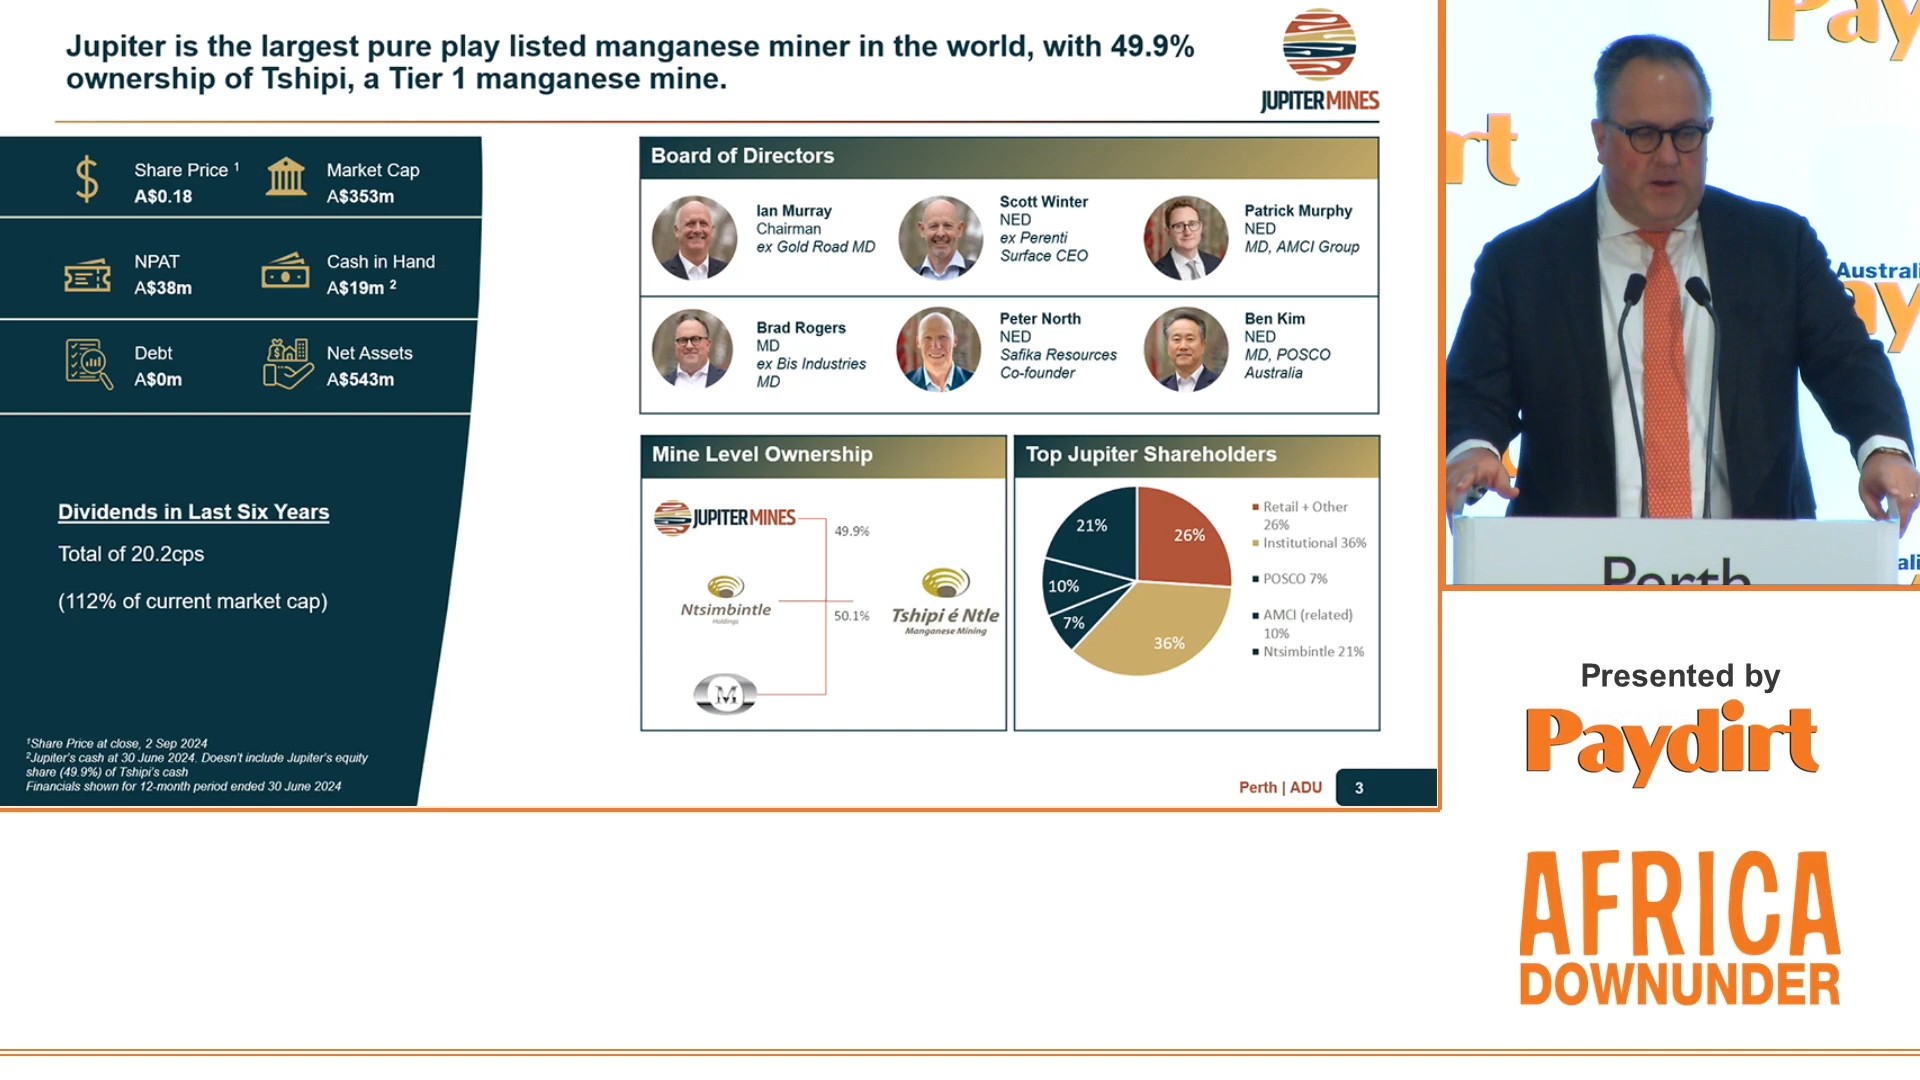 Jupiter is the largest pure play listed manganese miner in the world, with 49.9%
ownership of Tshipi, a Tier 1 manganese mine.
JUPITER MINES
Share Price 1
A$0.18
Market Cap
A$353m
NPAT
A$38m
Cash in Hand
A$19m 2
Debt
A$0m
Net Assets
A$543m
Dividends in Last Six Years
Total of 20.2cps
(112% of current market cap)
1Share Price at close, 2 Sep 2024
2Jupiter's cash at 30 June 2024. Doesn't include Jupiter's equity
share (49.9%) of Tshipi's cash
Financials shown for 12-month period ended 30 June 2024
Board of Directors
Ian Murray
Chairman
ex Gold Road MD
Scott Winter
NED
ex Perenti
Surface CEO
Patrick Murphy
NED
MD, AMCI Group
Brad Rogers
MD
ex Bis Industries
MD
Peter North
NED
Safika Resources
Co-founder
Ben Kim
NED
MD, POSCO
Australia
Mine Level Ownership
JUPITER MINES
49.9%
Ntsimbintle
Holdings
50.1%
Tshipi é Ntle
Manganese Mining
M
Top Jupiter Shareholders
21%
26%
10%
7%
36%
Retail + Other
26%
Institutional 36%
POSCO 7%
AMCI (related)
10%
Ntsimbintle 21%
Perth | ADU
3
Pay
rt
Australi
ay
ali
Perth
Presented by
Paydirt
AFRICA
DOWNUNDER